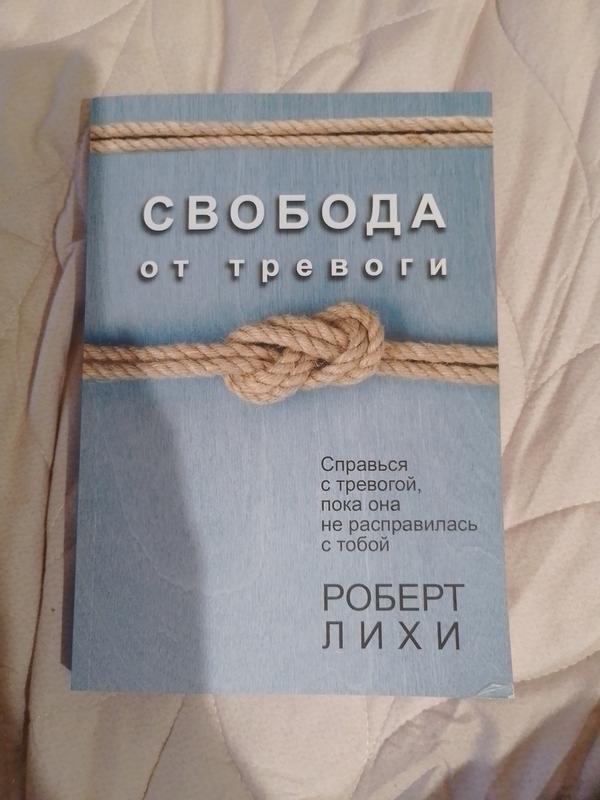 СВОБОДА
от тревоги
Справься
с тревогой,
пока она
не расправилась
с тобой
РОБЕРТ
ЛИХИ